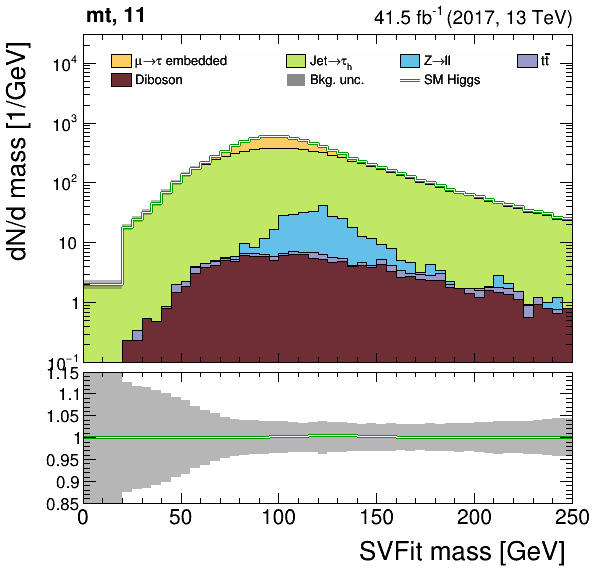 mt, 11
41.5 fb⁻¹ (2017, 13 TeV)
dN/d mass [1/GeV]
μ→τ embedded
Jet→τₕ
Z→ll
tt̄
Diboson
Bkg. unc.
SM Higgs
10⁴
10³
10²
10
1
10⁻¹
1.15
1.1
1.05
1
0.95
0.9
0.85
0 50 100 150 200 250
SVFit mass [GeV]